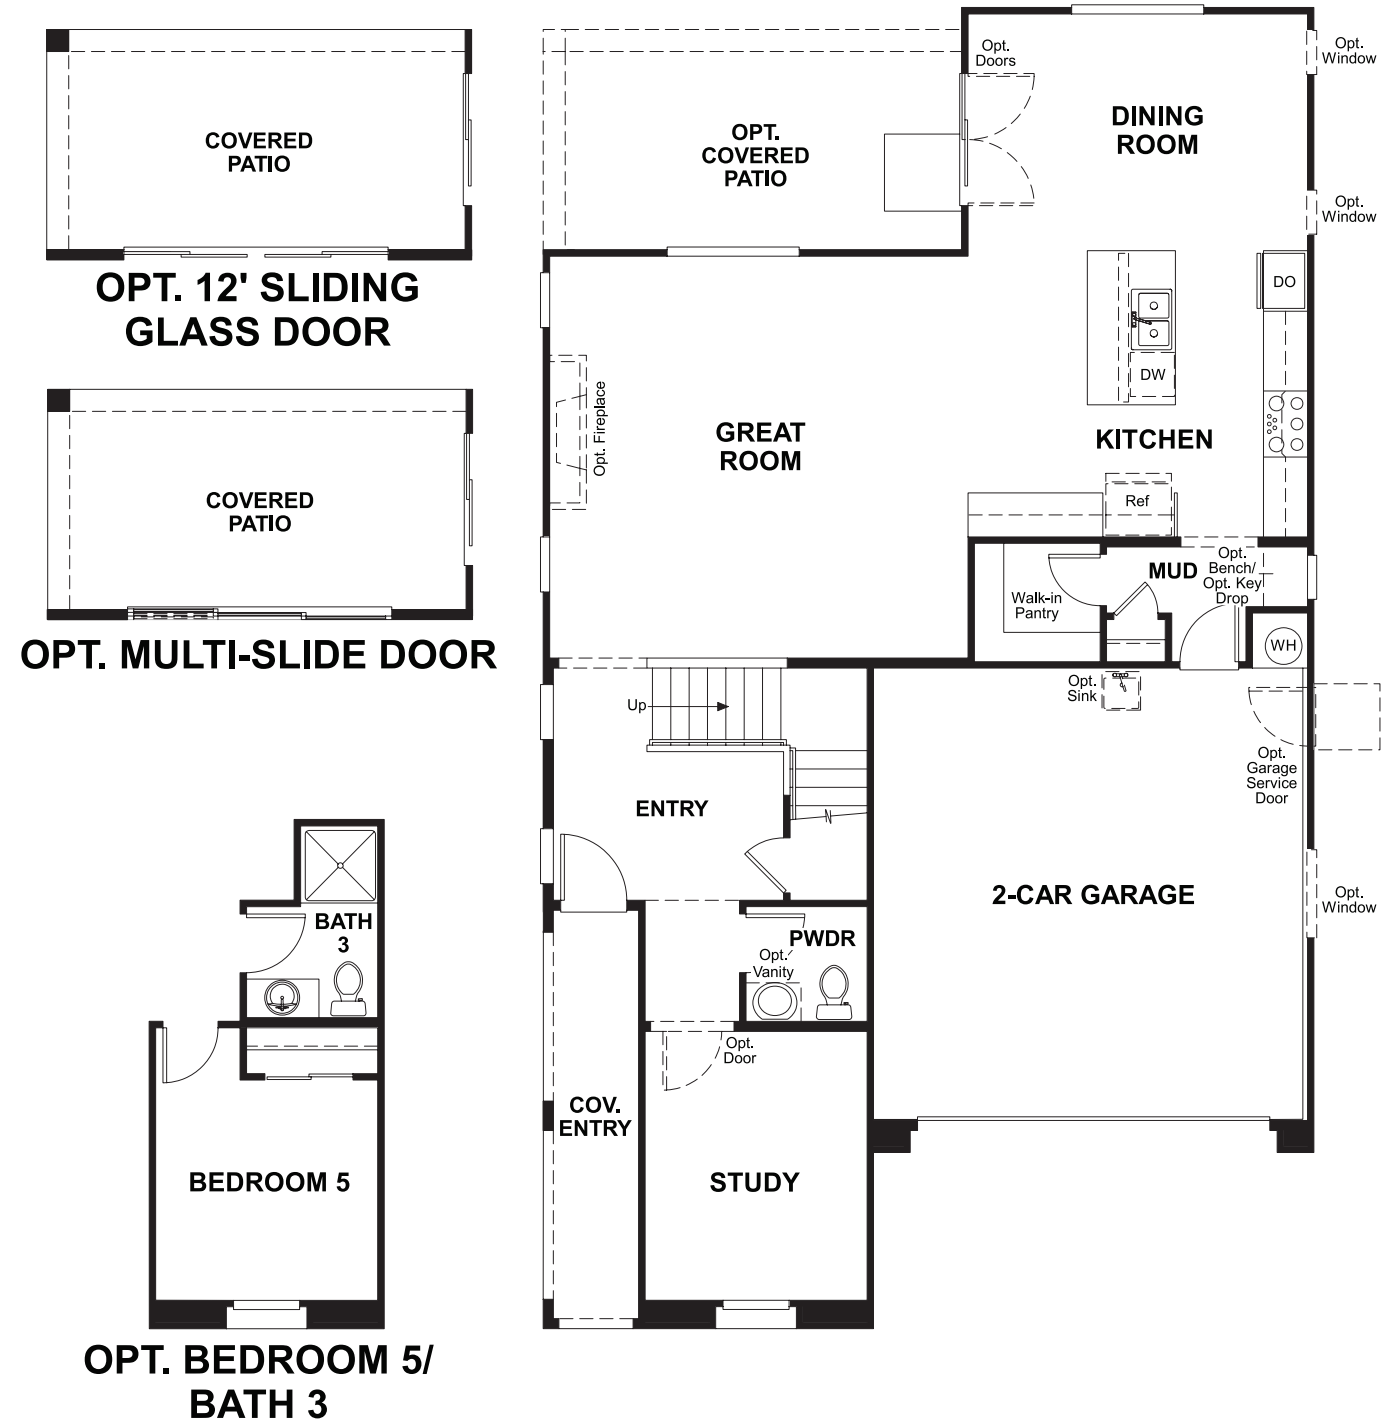 COVERED
PATIO
OPT. 12' SLIDING
GLASS DOOR
COVERED
PATIO
OPT. MULTI-SLIDE DOOR
BATH
3
BEDROOM 5
OPT. BEDROOM 5/
BATH 3
Opt.
Doors
OPT.
COVERED
PATIO
DINING
ROOM
Opt.
Window
Opt.
Window
DO
DW
Opt. Fireplace
GREAT
ROOM
KITCHEN
Ref
MUD
Opt.
Bench/
Opt. Key
Drop
Walk-in
Pantry
WH
Opt.
Sink
Up
Opt.
Garage
Service
Door
ENTRY
2-CAR GARAGE
Opt.
Window
PWDR
Opt.
Vanity
Opt.
Door
COV.
ENTRY
STUDY